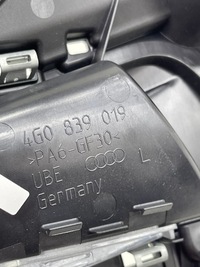 4G0 839 019
>PA6-GF30<
UBE L
Germany